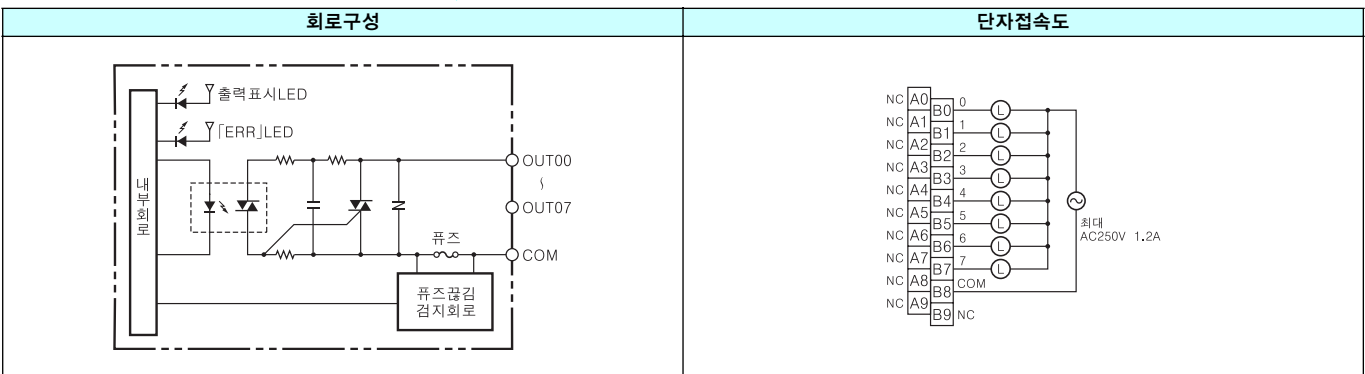 회로구성
단자접속도
출력표시LED
「ERR」LED
내부회로
OUT00
~
OUT07
퓨즈
COM
퓨즈끊김
검지회로
NC A0
B0 0 L
NC A1
B1 1 L
NC A2
B2 2 L
NC A3
B3 3 L
NC A4
B4 4 L
NC A5
B5 5 L
NC A6
B6 6 L
NC A7
B7 7 L
NC A8
B8 COM
NC A9
B9 NC
최대
AC250V 1.2A